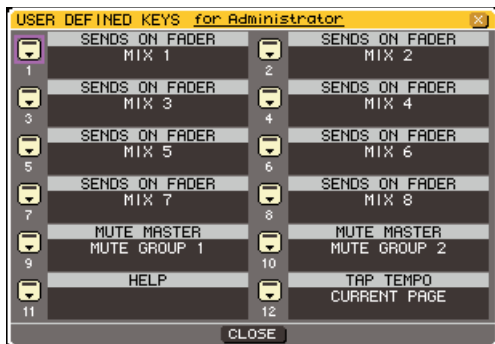 USER DEFINED KEYS for Administrator
SENDS ON FADER
MIX 1
1
SENDS ON FADER
MIX 2
2
SENDS ON FADER
MIX 3
3
SENDS ON FADER
MIX 4
4
SENDS ON FADER
MIX 5
5
SENDS ON FADER
MIX 6
6
SENDS ON FADER
MIX 7
7
SENDS ON FADER
MIX 8
8
MUTE MASTER
MUTE GROUP 1
9
MUTE MASTER
MUTE GROUP 2
10
HELP
11
TAP TEMPO
CURRENT PAGE
12
CLOSE